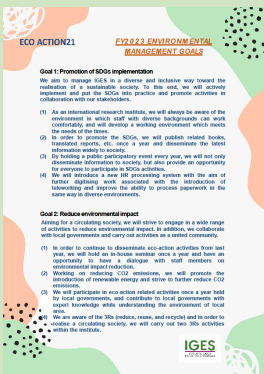 IGES
ECO ACTION21
FY2023 ENVIRONMENTAL
MANAGEMENT GOALS
Goal 1: Promotion of SDGs implementation
We aim to manage IGES in a diverse and inclusive way toward the
realisation of a sustainable society. To this end, we will actively
implement and put the SDGs into practice and promote activities in
collaboration with our stakeholders.
(1) As an international research institute, we will always be aware of the
environment in which staff with diverse backgrounds can work
comfortably, and will develop a working environment which meets
the needs of the times.
(2) In order to promote the SDGs, we will publish related books,
translated reports, etc. once a year and disseminate the latest
information widely to society.
(3) By holding a public participatory event every year, we will not only
disseminate information to society, but also provide an opportunity
for everyone to participate in SDGs activities.
(4) We will introduce a new HR processing system with the aim of
further digitising work associated with the introduction of
teleworking and improve the ability to process paperwork in the
same way in diverse environments.
Goal 2: Reduce environmental impact
Aiming for a circulating society, we will strive to engage in a wide range
of activities to reduce environmental impact. In addition, we collaborate
with local governments and carry out activities as a united community.
(1) In order to continue to disseminate eco-action activities from last
year, we will hold an in-house seminar once a year and have an
opportunity to have a dialogue with staff members on
environmental impact reduction.
(2) Working on reducing CO2 emissions, we will promote the
introduction of renewable energy and strive to further reduce CO2
emissions.
(3) We will participate in eco-action related activities once a year held
by local governments, and contribute to local governments with
expert knowledge while understanding the environment of local
area.
(4) We are aware of the 3Rs (reduce, reuse, and recycle) and in order to
realise a circulating society, we will carry out two 3Rs activities
within the institute.
IGES